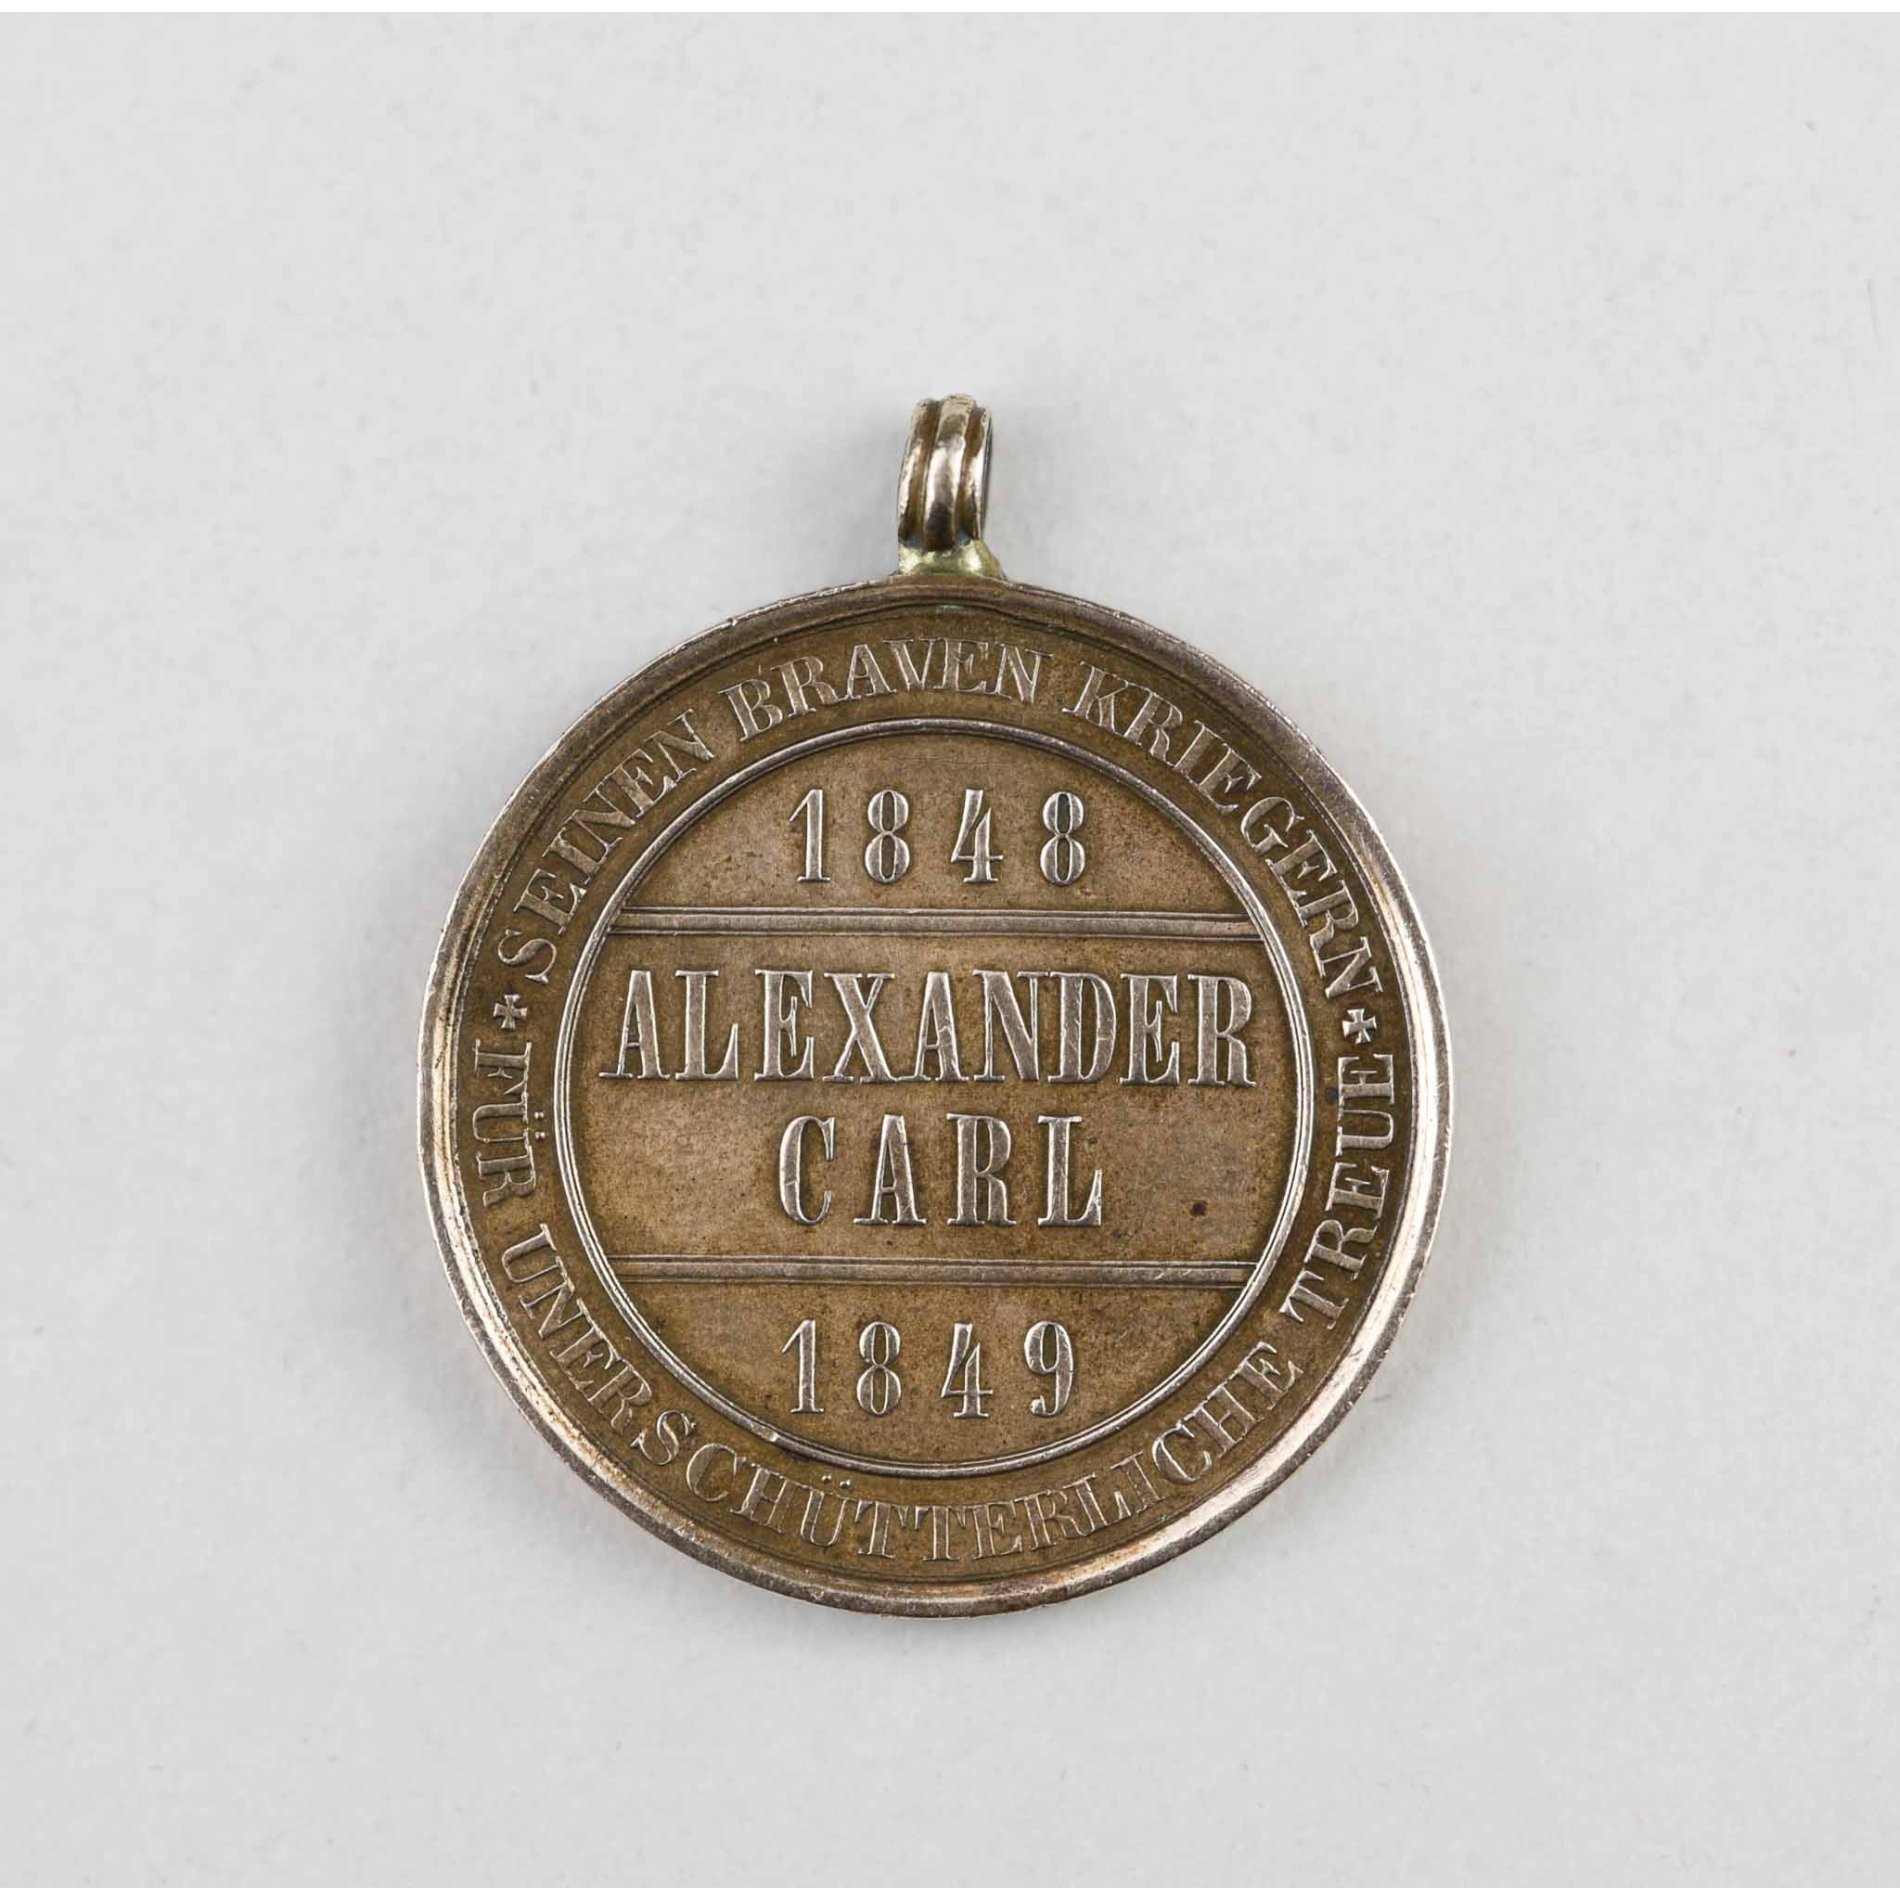 SEINEN BRAVEN KRIEGERN
1848
ALEXANDER
CARL
1849
FÜR UNERSCHÜTTERLICHE TREUE